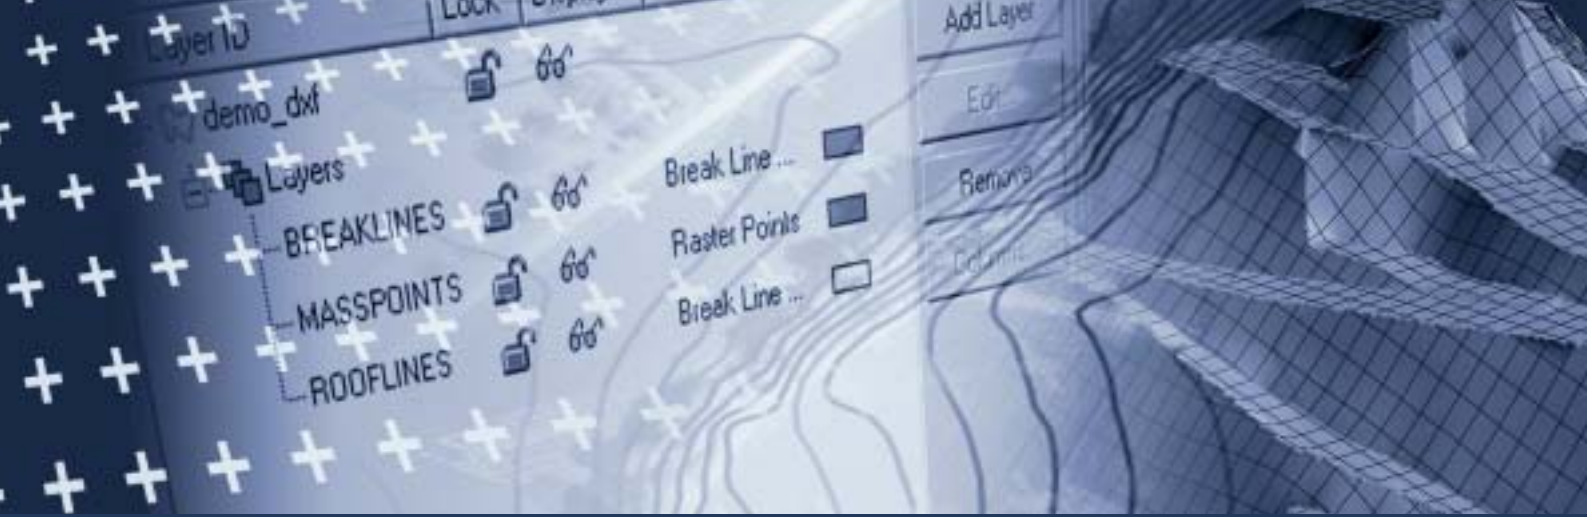 Layer ID
Lock
Add Layer
demo_dxf
Edit...
Layers
Break Line ...
Remove
BREAKLINES
Raster Points
MASSPOINTS
Break Line ...
ROOFLINES